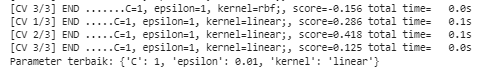 [CV 3/3] END .......C=1, epsilon=1, kernel=rbf;, score=-0.156 total time=   0.0s
[CV 1/3] END .....C=1, epsilon=1, kernel=linear;, score=0.286 total time=   0.1s
[CV 2/3] END .....C=1, epsilon=1, kernel=linear;, score=0.418 total time=   0.1s
[CV 3/3] END .....C=1, epsilon=1, kernel=linear;, score=0.125 total time=   0.0s
Parameter terbaik: {'C': 1, 'epsilon': 0.01, 'kernel': 'linear'}